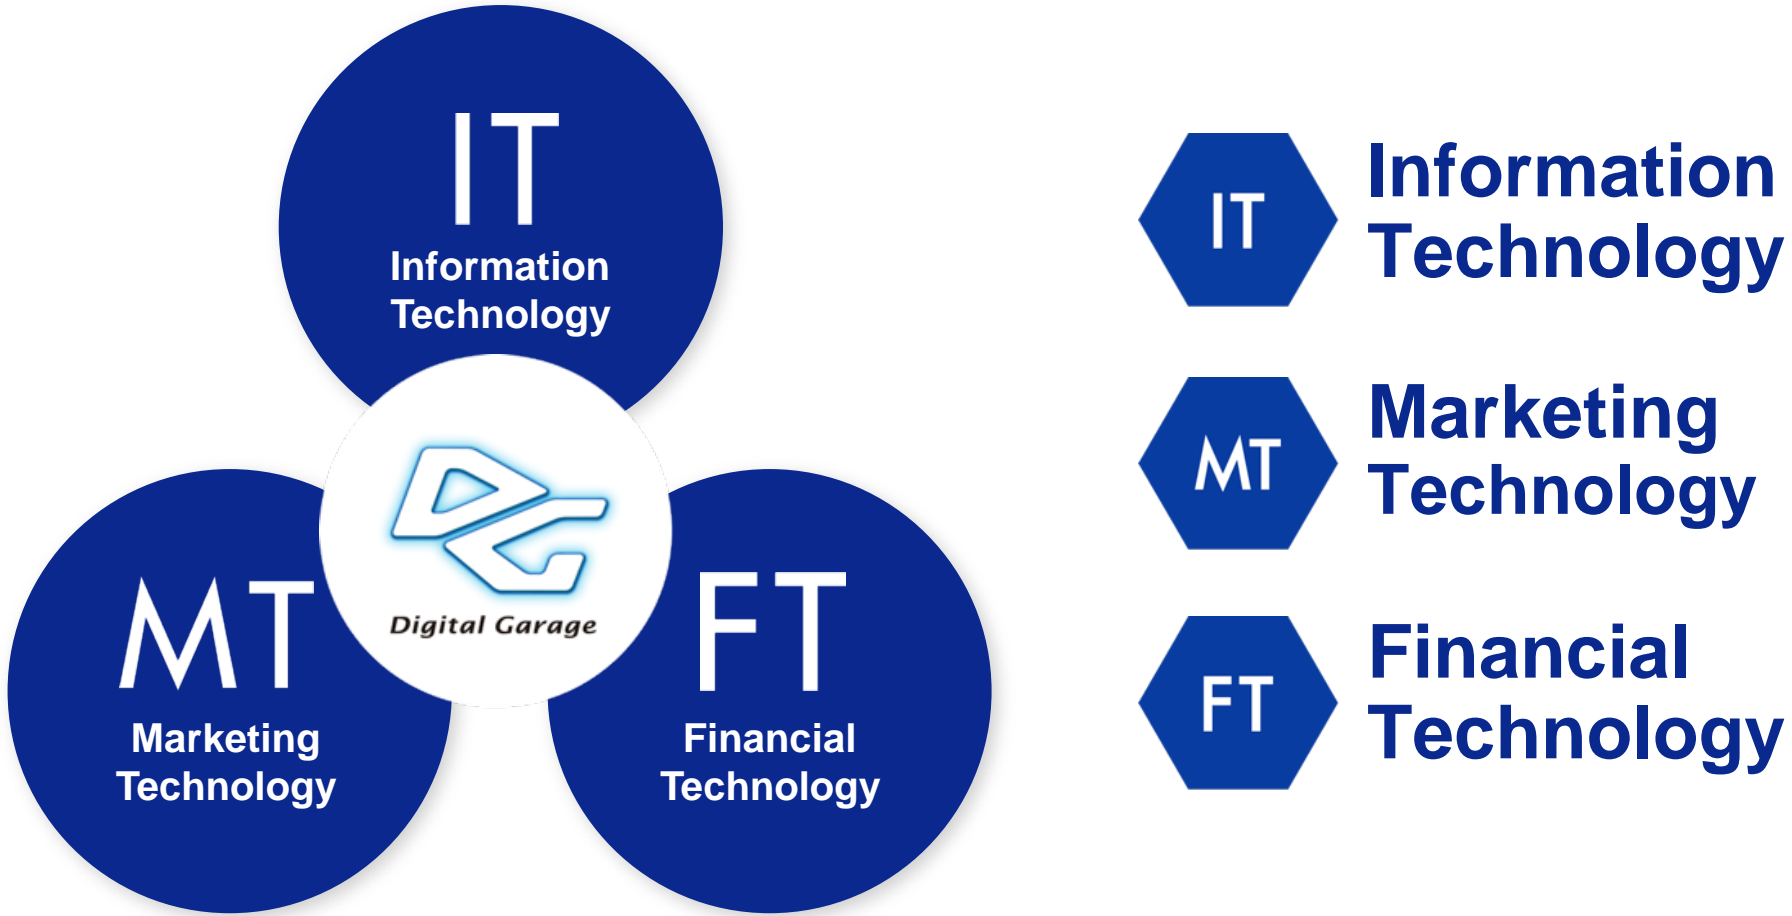 IT
Information
Technology
DG
Digital Garage
MT
Marketing
Technology
FT
Financial
Technology
IT
Information
Technology
MT
Marketing
Technology
FT
Financial
Technology